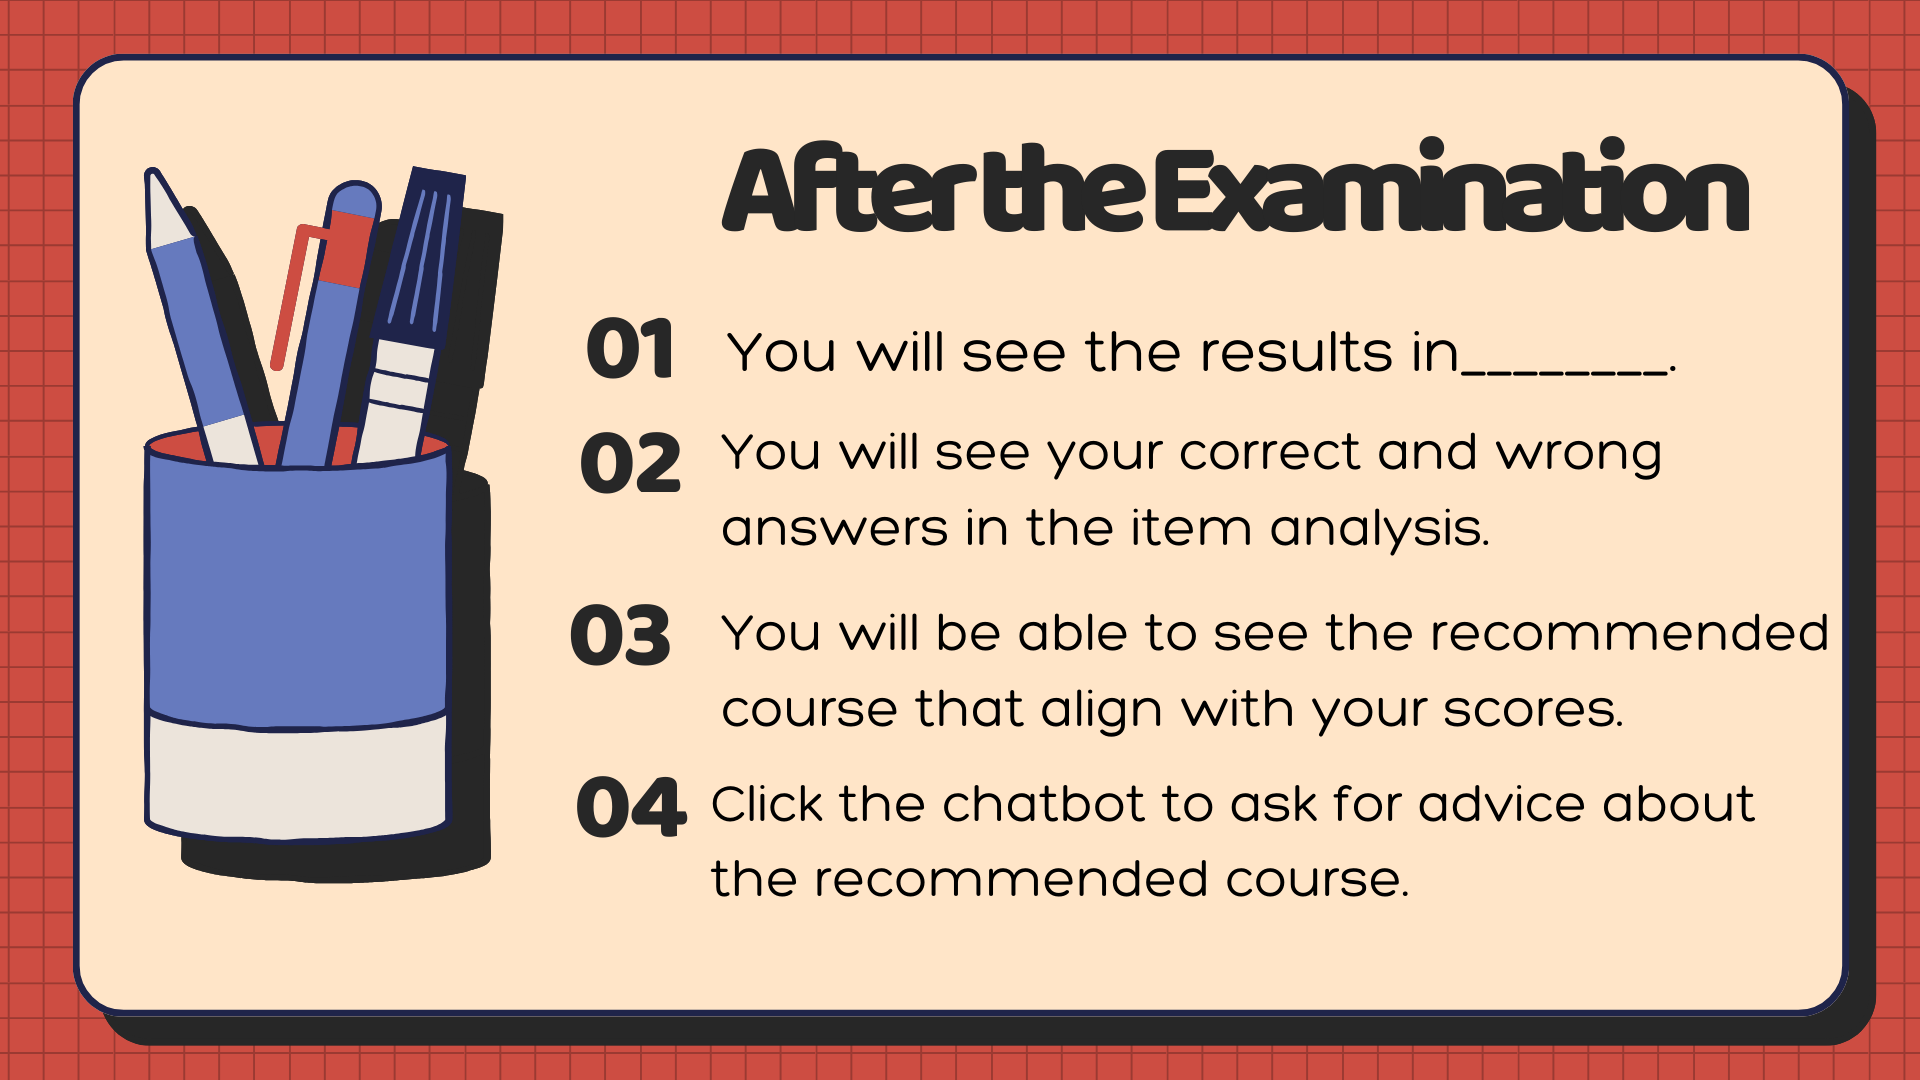 After the Examination
01 You will see the results in________.
02 You will see your correct and wrong
answers in the item analysis.
03 You will be able to see the recommended
course that align with your scores.
04 Click the chatbot to ask for advice about
the recommended course.